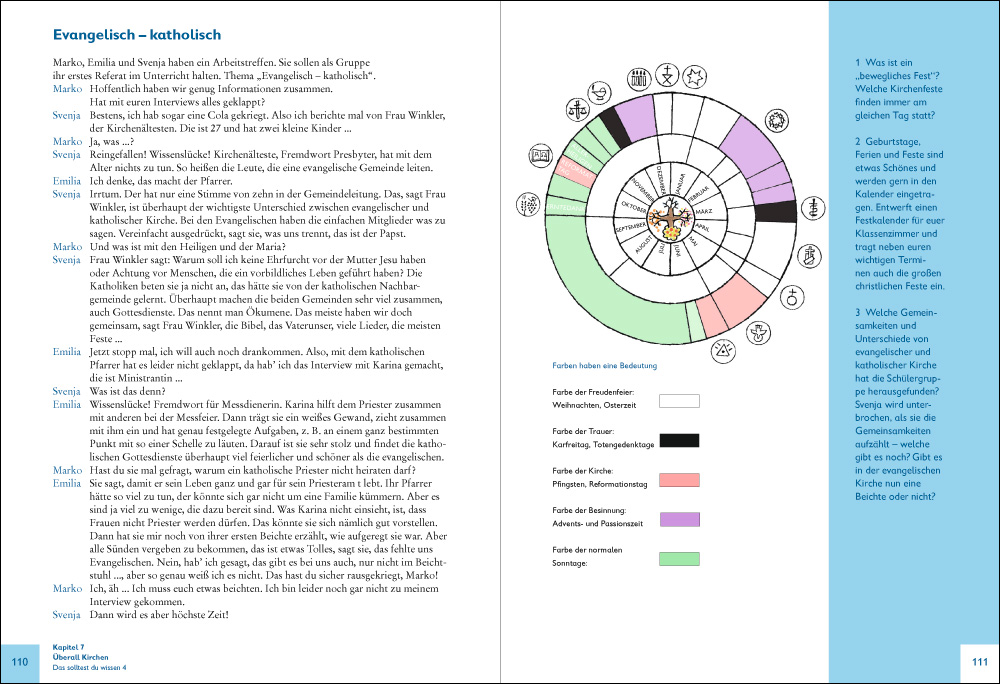 Evangelisch – katholisch
Marko, Emilia und Svenja haben ein Arbeitstreffen. Sie sollen als Gruppe
ihr erstes Referat im Unterricht halten. Thema „Evangelisch – katholisch“.
Marko Hoffentlich haben wir genug Informationen zusammen.
Hat mit euren Interviews alles geklappt?
Svenja Bestens, ich hab sogar eine Cola gekriegt. Also ich berichte mal von Frau Winkler,
der Kirchenältesten. Die ist 27 und hat zwei kleine Kinder ...
Marko Ja, was ...?
Svenja Reingefallen! Wissenslücke! Kirchenälteste, Fremdwort Presbyter, hat mit dem
Alter nichts zu tun. So heißen die Leute, die eine evangelische Gemeinde leiten.
Emilia Ich denke, das macht der Pfarrer.
Svenja Irrtum. Der hat nur eine Stimme von zehn in der Gemeindeleitung. Das, sagt Frau
Winkler, ist überhaupt der wichtigste Unterschied zwischen evangelischer und
katholischer Kirche. Bei den Evangelischen haben die einfachen Mitglieder was zu
sagen. Vereinfacht ausgedrückt, sagt sie, was uns trennt, das ist der Papst.
Marko Und was ist mit den Heiligen und der Maria?
Svenja Frau Winkler sagt: Warum soll ich keine Ehrfurcht vor der Mutter Jesu haben
oder Achtung vor Menschen, die ein vorbildliches Leben geführt haben? Die
Katholiken beten sie ja nicht an, das hätte sie von der katholischen Nachbar-
gemeinde gelernt. Überhaupt machen die beiden Gemeinden sehr viel zusammen,
auch Gottesdienste. Das nennt man Ökumene. Das meiste haben wir doch
gemeinsam, sagt Frau Winkler, die Bibel, das Vaterunser, viele Lieder, die meisten
Feste ...
Emilia Jetzt stopp mal, ich will auch noch drankommen. Also, mit dem katholischen
Pfarrer hat es leider nicht geklappt, da hab’ ich das Interview mit Karina gemacht,
die ist Ministrantin ...
Svenja Was ist das denn?
Emilia Wissenslücke! Fremdwort für Messdienerin. Karina hilft dem Priester zusammen
mit anderen bei der Messfeier. Dann trägt sie ein weißes Gewand, zieht zusammen
mit ihm ein und hat genau festgelegte Aufgaben, z. B. an einem ganz bestimmten
Punkt mit so einer Schelle zu läuten. Darauf ist sie sehr stolz und findet die katho-
lischen Gottesdienste überhaupt viel feierlicher und schöner als die evangelischen.
Marko Hast du sie mal gefragt, warum ein katholische Priester nicht heiraten darf?
Emilia Sie sagt, damit er sein Leben ganz und gar für sein Priesteram t lebt. Ihr Pfarrer
hätte so viel zu tun, der könnte sich gar nicht um eine Familie kümmern. Aber es
sind ja viel zu wenige, die dazu bereit sind. Was Karina nicht einsieht, ist, dass
Frauen nicht Priester werden dürfen. Das könnte sie sich nämlich gut vorstellen.
Dann hat sie mir noch von ihrer ersten Beichte erzählt, wie aufgeregt sie war. Aber
alle Sünden vergeben zu bekommen, das ist etwas Tolles, sagt sie, das fehlte uns
Evangelischen. Nein, hab’ ich gesagt, das gibt es bei uns auch, nur nicht im Beicht-
stuhl ..., aber so genau weiß ich es nicht. Das hast du sicher rausgekriegt, Marko!
Marko Ich, äh ... Ich muss euch etwas beichten. Ich bin leider noch gar nicht zu meinem
Interview gekommen.
Svenja Dann wird es aber höchste Zeit!
110
Kapitel 7
Überall Kirchen
Das solltest du wissen 4
JANUAR
FEBRUAR
MÄRZ
APRIL
MAI
JUNI
JULI
AUGUST
SEPTEMBER
OKTOBER
NOVEMBER
DEZEMBER
Farben haben eine Bedeutung
Farbe der Freudenfeier:
Weihnachten, Osterzeit
Farbe der Trauer:
Karfreitag, Totengedenktage
Farbe der Kirche:
Pfingsten, Reformationstag
Farbe der Besinnung:
Advents- und Passionszeit
Farbe der normalen
Sonntage:
1 Was ist ein
„bewegliches Fest“?
Welche Kirchenfeste
finden immer am
gleichen Tag statt?
2 Geburtstage,
Ferien und Feste sind
etwas Schönes und
werden gern in den
Kalender eingetra-
gen. Entwerft einen
Festkalender für euer
Klassenzimmer und
tragt neben euren
wichtigen Termi-
nen auch die großen
christlichen Feste ein.
3 Welche Gemein-
samkeiten und
Unterschiede von
evangelischer und
katholischer Kirche
hat die Schülergrup-
pe herausgefunden?
Svenja wird unter-
brochen, als sie die
Gemeinsamkeiten
aufzählt – welche
gibt es noch? Gibt es
in der evangelischen
Kirche nun eine
Beichte oder nicht?
111